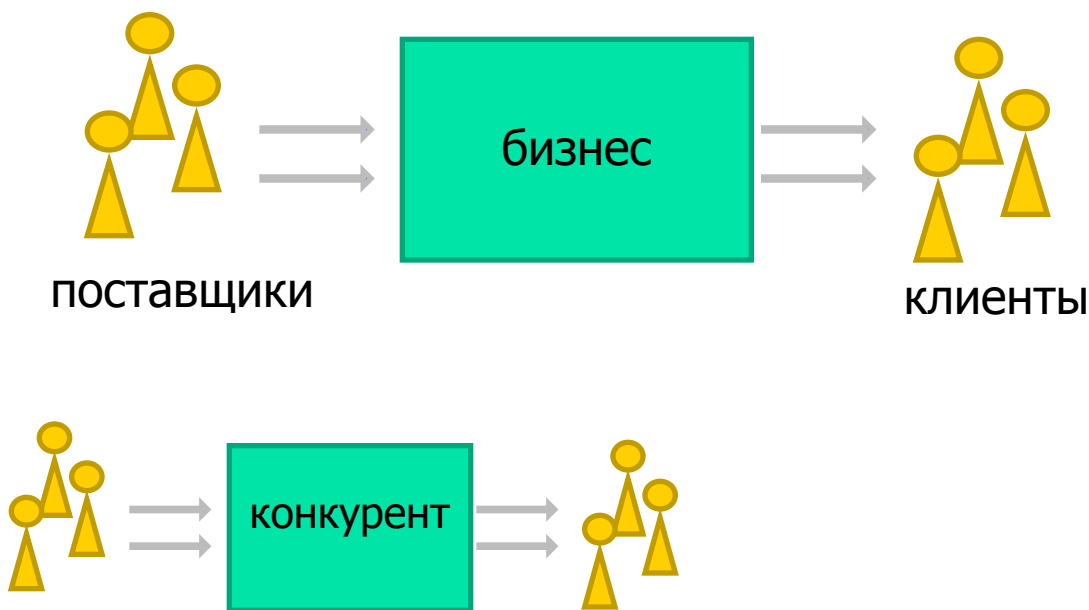 бизнес
поставщики
клиенты
конкурент